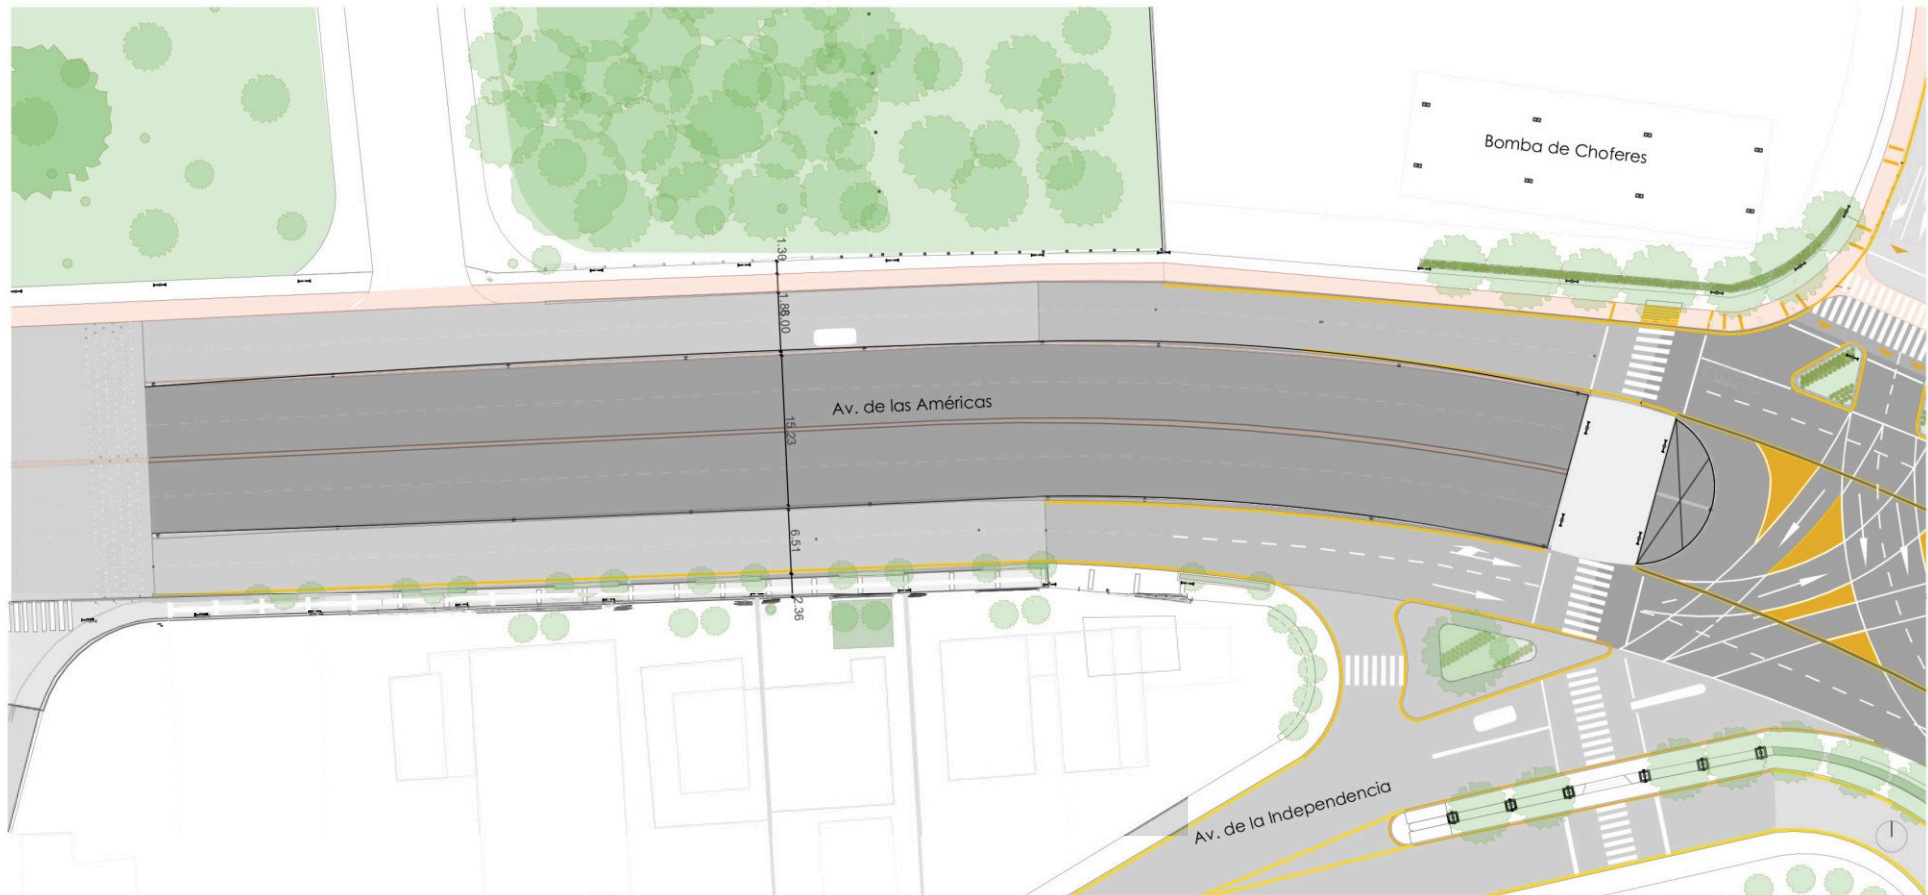 Bomba de Choferes
1.30
1.88
6.00
Av. de las Américas
15.23
6.51
2.36
Av. de la Independencia